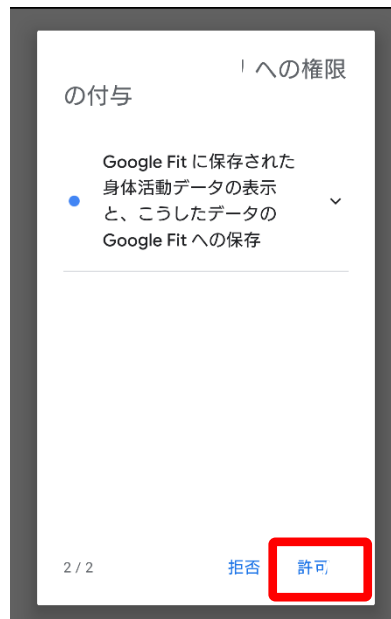 への権限
の付与
Google Fit に保存された
身体活動データの表示
と、こうしたデータの
Google Fit への保存
2 / 2
拒否
許可